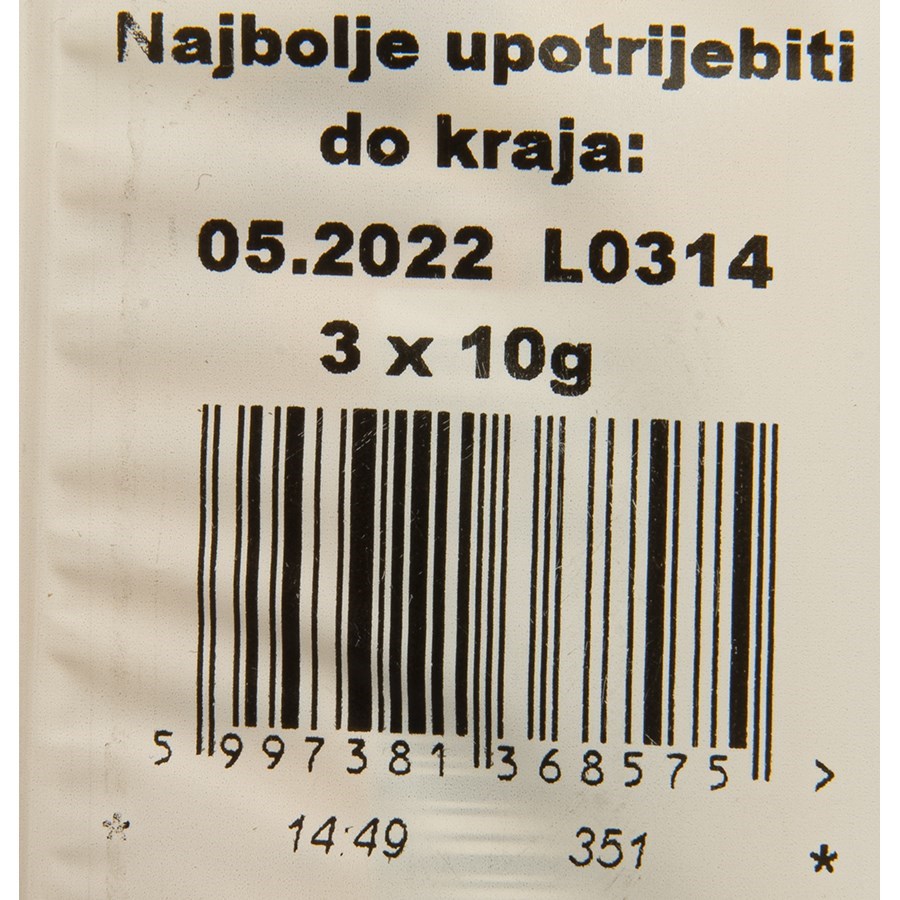 Najbolje upotrijebiti
do kraja:
05.2022 L0314
3 x 10g
5 997381 368575 >
* 14:49 351 *